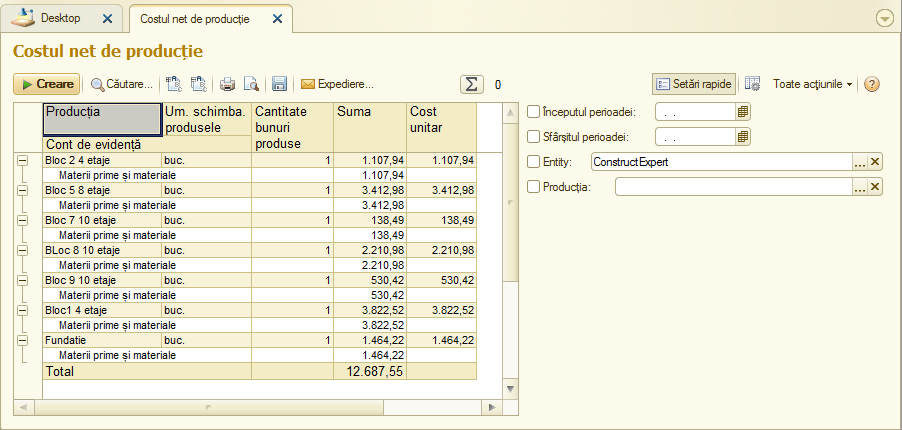 Desktop
Costul net de producție
Costul net de producție
Creare Căutare... Expediere... Σ 0 Setări rapide Toate acțiunile ?
Producția Um. schimba. produsele Cantitate bunuri produse Suma Cost unitar
Cont de evidență
Bloc 2 4 etaje buc. 1 1.107,94 1.107,94
Materii prime și materiale 1.107,94
Bloc 5 8 etaje buc. 1 3.412,98 3.412,98
Materii prime și materiale 3.412,98
Bloc 7 10 etaje buc. 1 138,49 138,49
Materii prime și materiale 138,49
BLoc 8 10 etaje buc. 1 2.210,98 2.210,98
Materii prime și materiale 2.210,98
Bloc 9 10 etaje buc. 1 530,42 530,42
Materii prime și materiale 530,42
Bloc1 4 etaje buc. 1 3.822,52 3.822,52
Materii prime și materiale 3.822,52
Fundatie buc. 1 1.464,22 1.464,22
Materii prime și materiale 1.464,22
Total 12.687,55
Începutul perioadei: . .
Sfârșitul perioadei: . .
Entity: ConstructExpert ...
Producția: ...